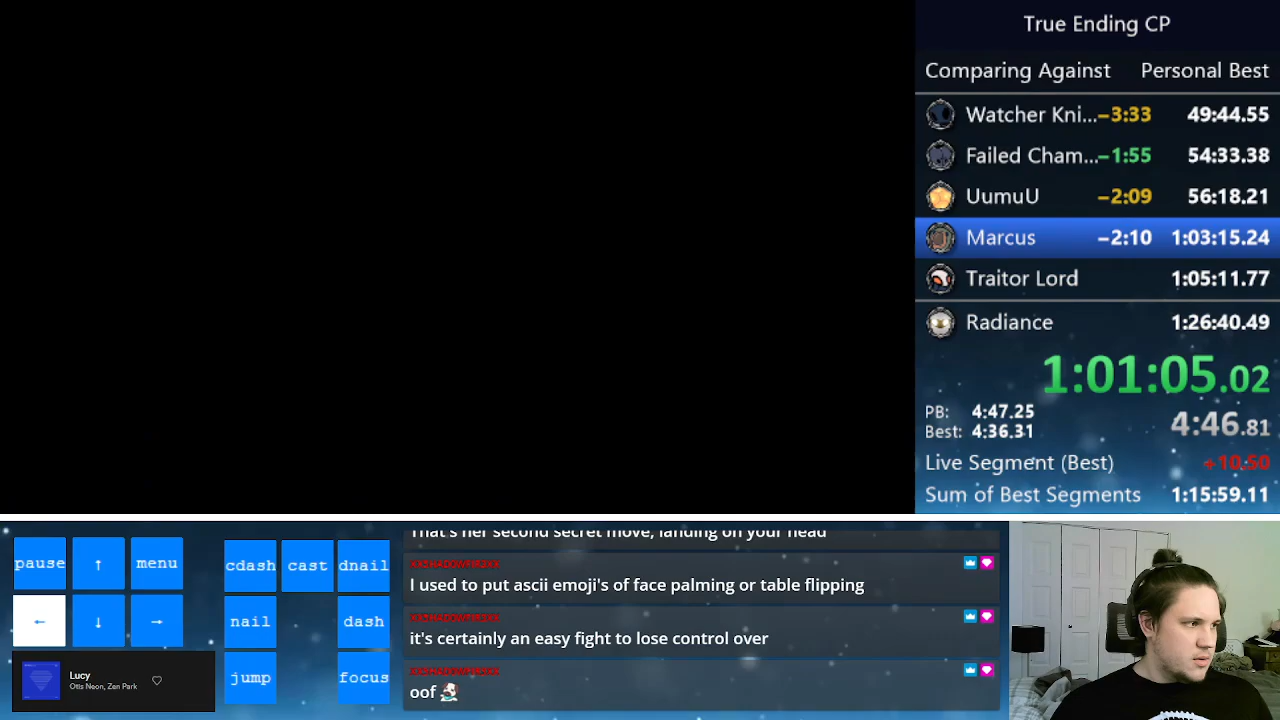 True Ending CP
Comparing Against Personal Best
Watcher Kni... −3:33 49:44.55
Failed Cham... −1:55 54:33.38
UumuU −2:09 56:18.21
Marcus −2:10 1:03:15.24
Traitor Lord 1:05:11.77
Radiance 1:26:40.49
1:01:05.02
PB: 4:47.25
Best: 4:36.31
4:46.81
Live Segment (Best) +10.50
Sum of Best Segments 1:15:59.11
pause ↑ menu
← ↓ →
cdash cast dnail
nail dash
jump focus
Lucy
Otis Neon, Zen Park
That's her second secret move, landing on your head
I used to put ascii emoji's of face palming or table flipping
it's certainly an easy fight to lose control over
oof